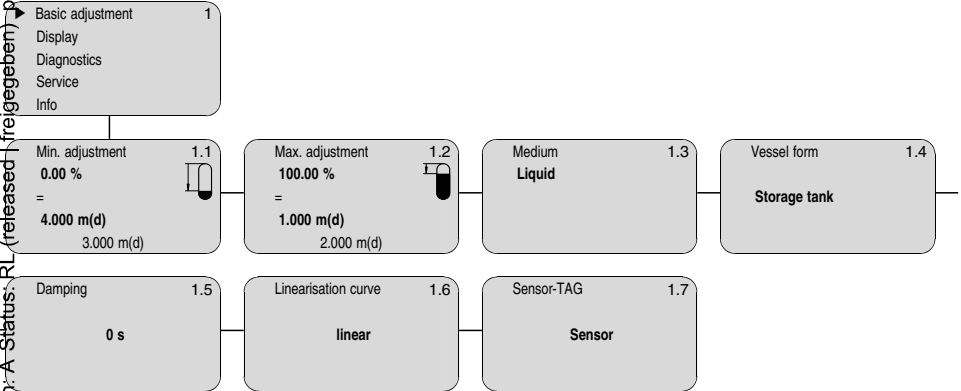 Basic adjustment 1
Display
Diagnostics
Service
Info
Min. adjustment 1.1
0.00 %
=
4.000 m(d)
3.000 m(d)
Max. adjustment 1.2
100.00 %
=
1.000 m(d)
2.000 m(d)
Medium 1.3
Liquid
Vessel form 1.4
Storage tank
Damping 1.5
0 s
Linearisation curve 1.6
linear
Sensor-TAG 1.7
Sensor
: A Status: RL (released | freigegeben)